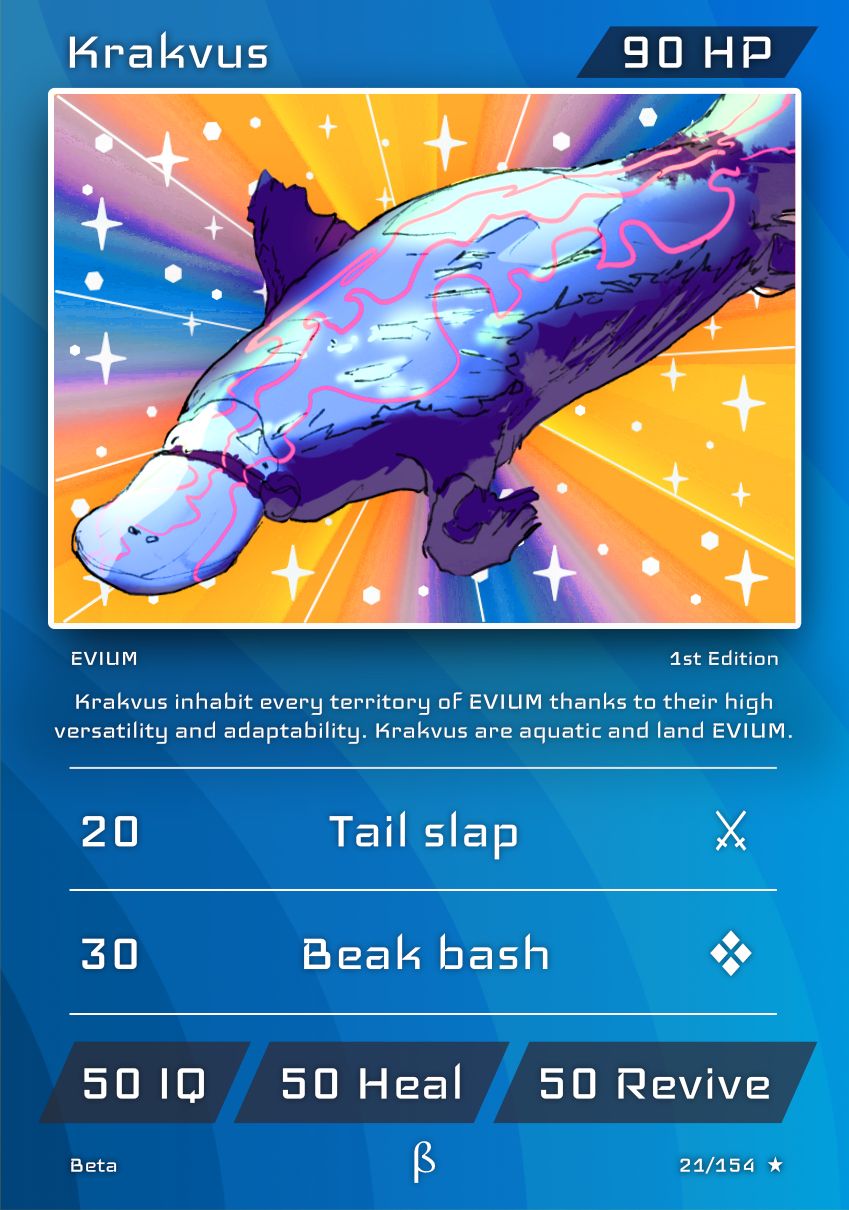 Krakvus
90 HP
EVIUM
1st Edition
Krakvus inhabit every territory of EVIUM thanks to their high
versatility and adaptability. Krakvus are aquatic and land EVIUM.
20 Tail slap
30 Beak bash
50 IQ
50 Heal
50 Revive
Beta
β
21/154 ★